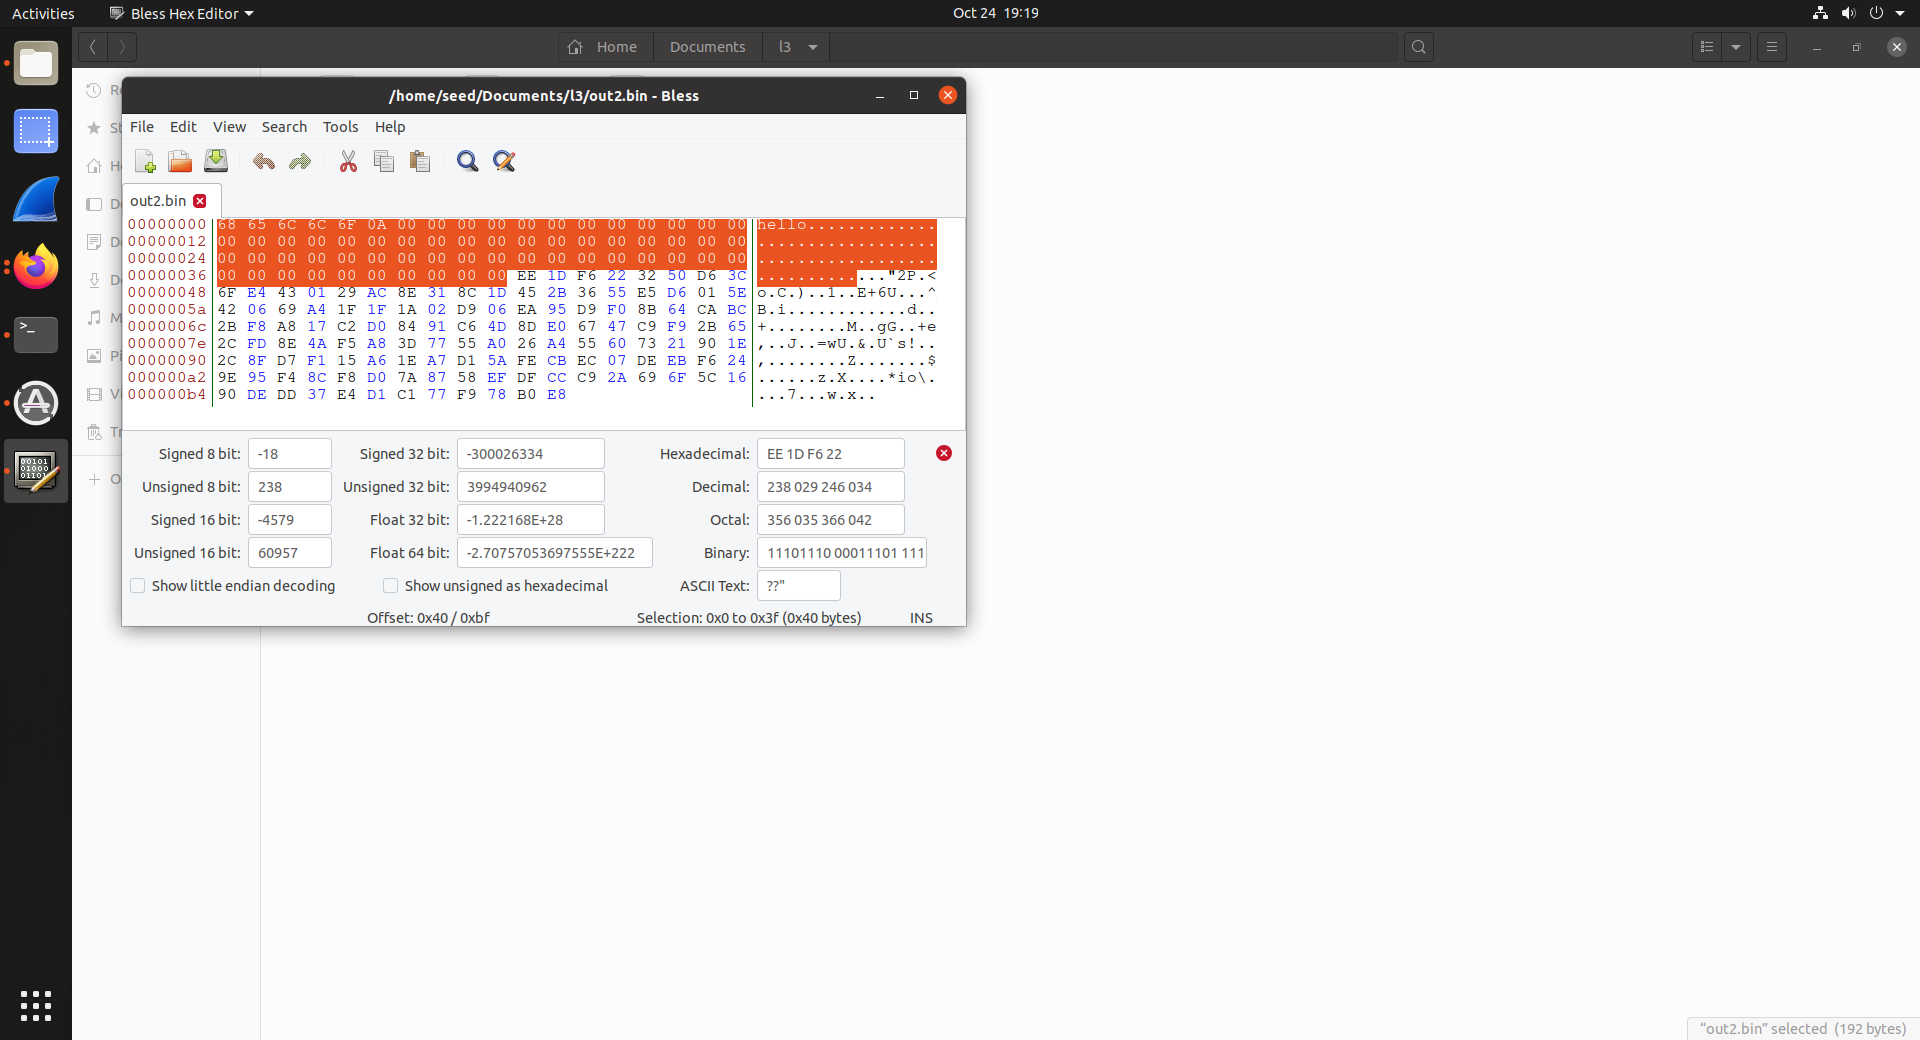 Activities
Bless Hex Editor
Oct 24 19:19
Home
Documents
l3
/home/seed/Documents/l3/out2.bin - Bless
File Edit View Search Tools Help
out2.bin
00000000 68 65 6C 6C 6F 0A 00 00 00 00 00 00 00 00 00 00 00 00 hello.............
00000012 00 00 00 00 00 00 00 00 00 00 00 00 00 00 00 00 00 00 ..................
00000024 00 00 00 00 00 00 00 00 00 00 00 00 00 00 00 00 00 00 ..................
00000036 00 00 00 00 00 00 00 00 00 00 EE 1D F6 22 32 50 D6 3C ............."2P.<
00000048 6F E4 43 01 29 AC 8E 31 8C 1D 45 2B 36 55 E5 D6 01 5E o.C.)..1..E+6U...^
0000005a 42 06 69 A4 1F 1F 1A 02 D9 06 EA 95 D9 F0 8B 64 CA BC B.i............d..
0000006c 2B F8 A8 17 C2 D0 84 91 C6 4D 8D E0 67 47 C9 F9 2B 65 +........M..gG..+e
0000007e 2C FD 8E 4A F5 A8 3D 77 55 A0 26 A4 55 60 73 21 90 1E ,..J..=wU.&.U`s!..
00000090 2C 8F D7 F1 15 A6 1E A7 D1 5A FE CB EC 07 DE EB F6 24 ,........Z.......$
000000a2 9E 95 F4 8C F8 D0 7A 87 58 EF DF CC C9 2A 69 6F 5C 16 ......z.X....*io\.
000000b4 90 DE DD 37 E4 D1 C1 77 F9 78 B0 E8 ...7...w.x..
Signed 8 bit: -18 Signed 32 bit: -300026334 Hexadecimal: EE 1D F6 22
Unsigned 8 bit: 238 Unsigned 32 bit: 3994940962 Decimal: 238 029 246 034
Signed 16 bit: -4579 Float 32 bit: -1.222168E+28 Octal: 356 035 366 042
Unsigned 16 bit: 60957 Float 64 bit: -2.70757053697555E+222 Binary: 11101110 00011101 111
Show little endian decoding Show unsigned as hexadecimal ASCII Text: ??"
Offset: 0x40 / 0xbf Selection: 0x0 to 0x3f (0x40 bytes) INS
"out2.bin" selected (192 bytes)